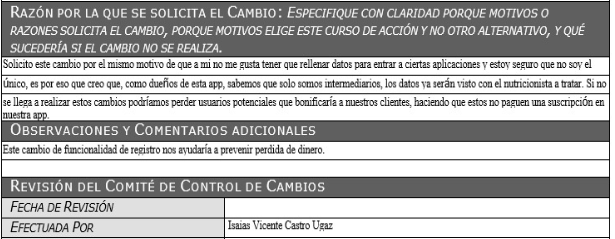 RAZÓN POR LA QUE SE SOLICITA EL CAMBIO: ESPECIFIQUE CON CLARIDAD PORQUE MOTIVOS O
RAZONES SOLICITA EL CAMBIO, PORQUE MOTIVOS ELIGE ESTE CURSO DE ACCIÓN Y NO OTRO ALTERNATIVO, Y QUÉ
SUCEDERÍA SI EL CAMBIO NO SE REALIZA.
Solicito este cambio por el mismo motivo de que a mi no me gusta tener que rellenar datos para entrar a ciertas aplicaciones y estoy seguro que no soy el
único, es por eso que creo que, como dueños de esta app, sabemos que solo somos intermediarios, los datos ya serán visto con el nutricionista a tratar. Si no
se llega a realizar estos cambios podríamos perder usuarios potenciales que bonificaría a nuestros clientes, haciendo que estos no paguen una suscripción en
nuestra app.
OBSERVACIONES Y COMENTARIOS ADICIONALES
Este cambio de funcionalidad de registro nos ayudaría a prevenir perdida de dinero.
REVISIÓN DEL COMITÉ DE CONTROL DE CAMBIOS
FECHA DE REVISIÓN
EFECTUADA POR Isaias Vicente Castro Ugaz